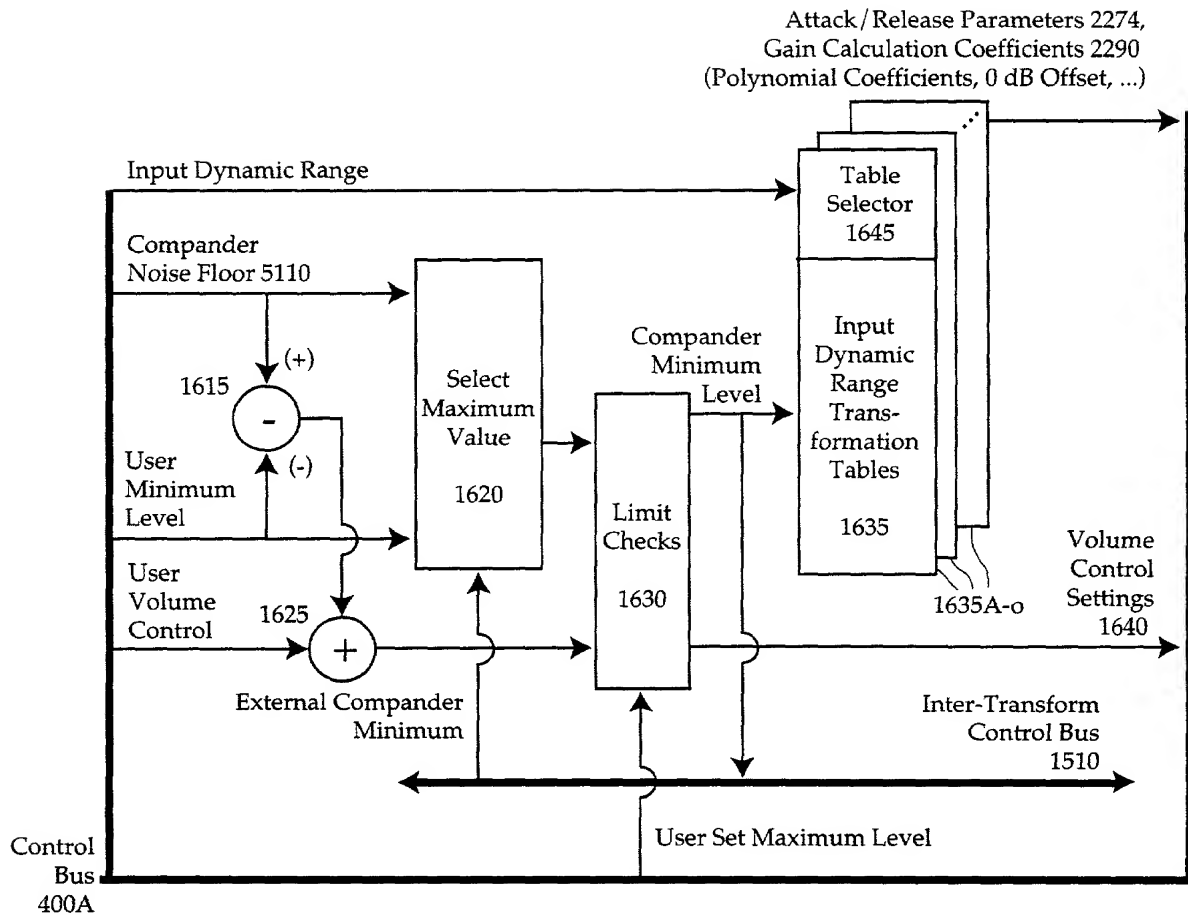 Attack/Release Parameters 2274,
Gain Calculation Coefficients 2290
(Polynomial Coefficients, 0 dB Offset, ...)
Input Dynamic Range
Table
Selector
1645
Compander
Noise Floor 5110
(+)
1615
-
(-)
Select
Maximum
Value
1620
Compander
Minimum
Level
Input
Dynamic
Range
Trans-
formation
Tables
1635
User
Minimum
Level
Limit
Checks
1630
User
Volume
Control
1625
+
External Compander
Minimum
1635A-o
Volume
Control
Settings
1640
Inter-Transform
Control Bus
1510
User Set Maximum Level
Control
Bus
400A